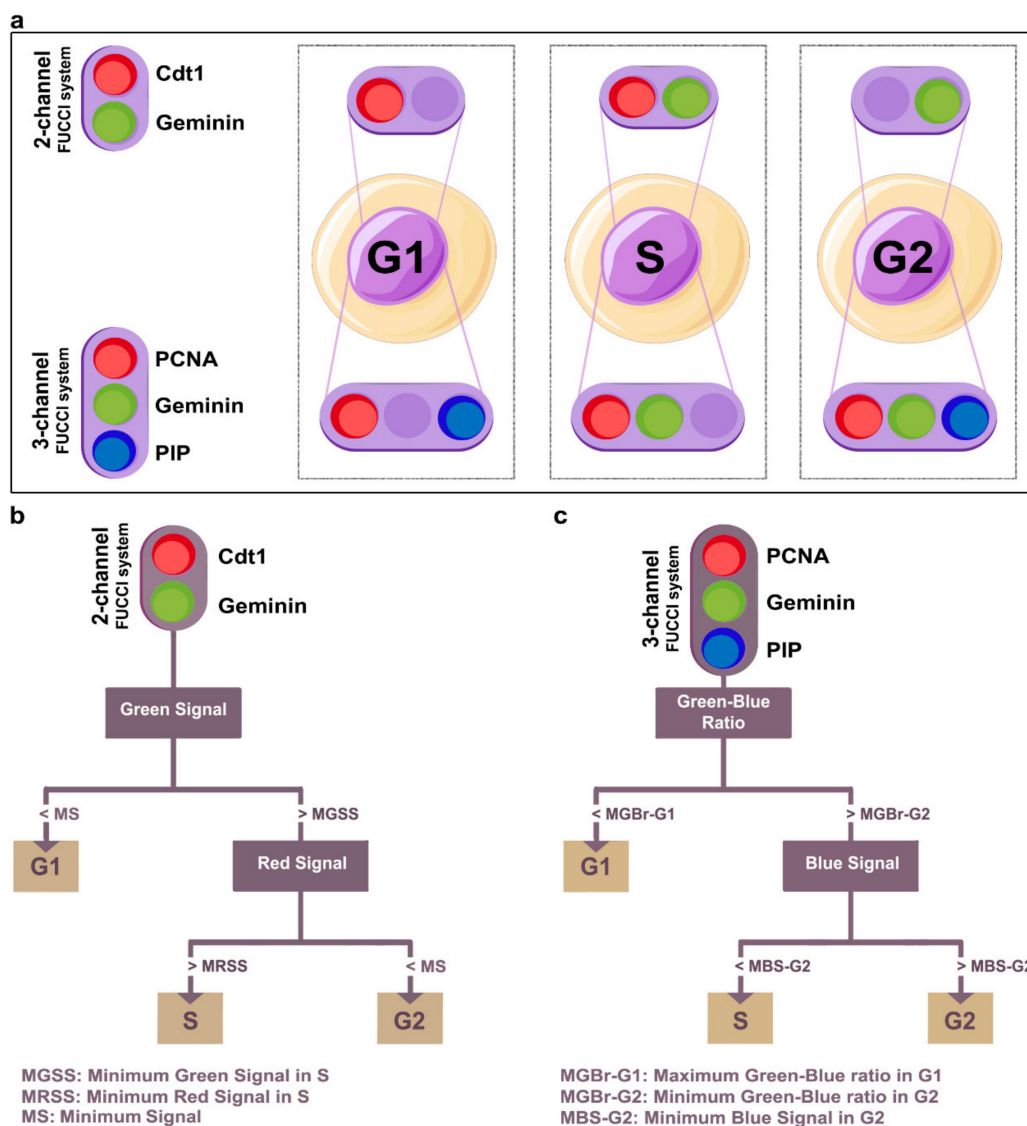 a
2-channel
FUCCI system
Cdt1
Geminin
G1
S
G2
3-channel
FUCCI system
PCNA
Geminin
PIP
b
2-channel
FUCCI system
Cdt1
Geminin
Green Signal
< MS
> MGSS
G1
Red Signal
> MRSS
< MS
S
G2
MGSS: Minimum Green Signal in S
MRSS: Minimum Red Signal in S
MS: Minimum Signal
c
3-channel
FUCCI system
PCNA
Geminin
PIP
Green-Blue
Ratio
< MGBr-G1
> MGBr-G2
G1
Blue Signal
< MBS-G2
> MBS-G2
S
G2
MGBr-G1: Maximum Green-Blue ratio in G1
MGBr-G2: Minimum Green-Blue ratio in G2
MBS-G2: Minimum Blue Signal in G2